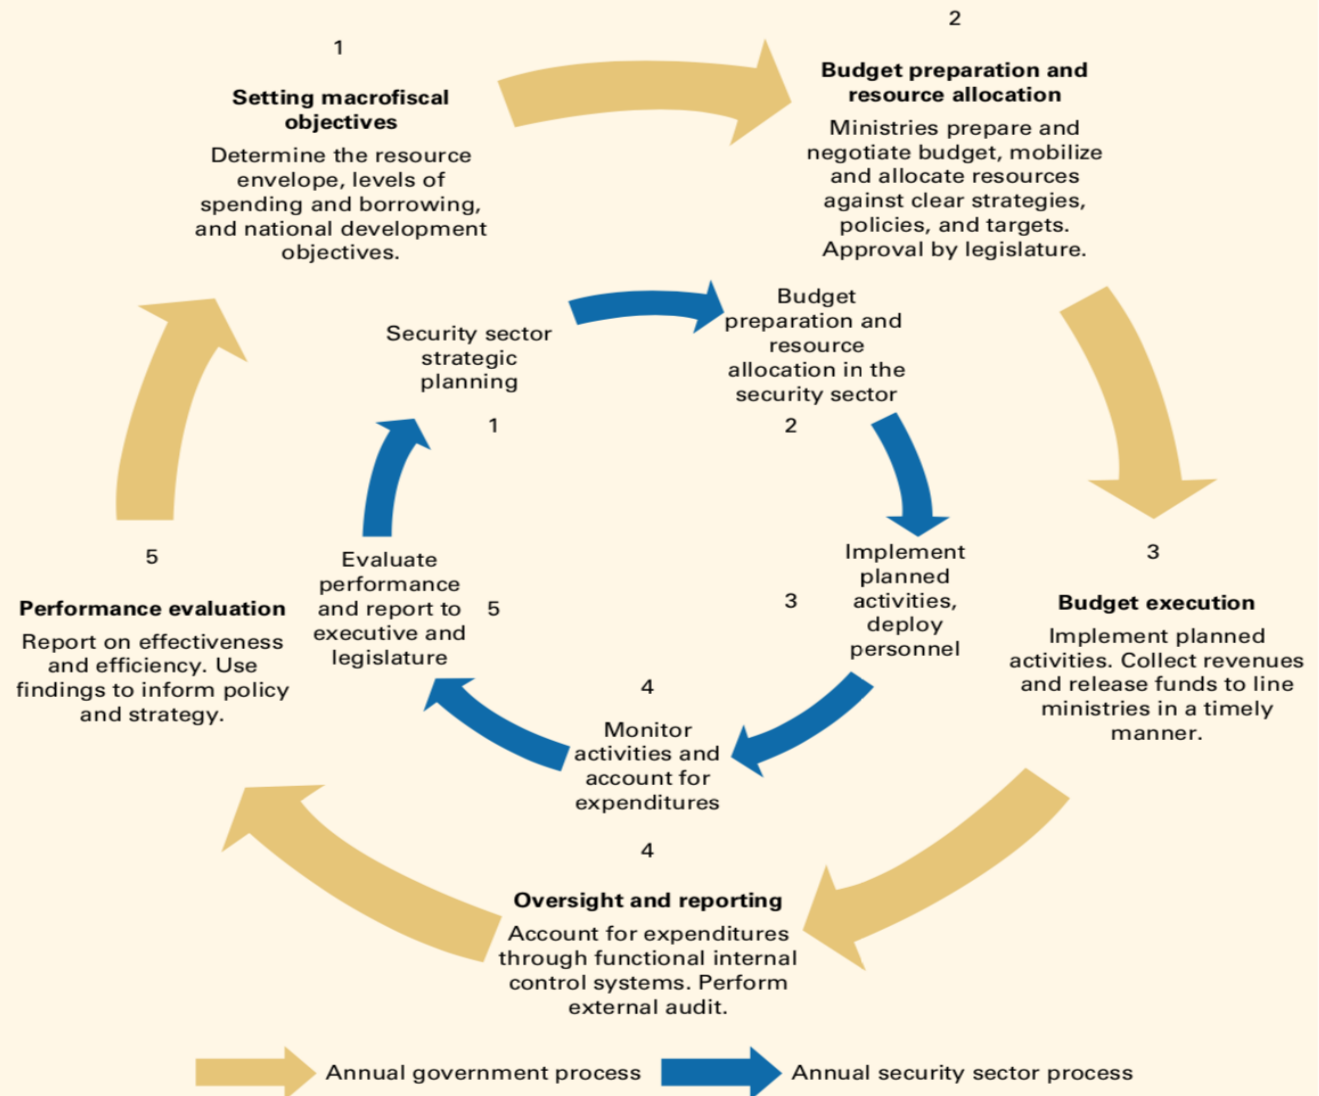 1
Setting macrofiscal
objectives
Determine the resource
envelope, levels of
spending and borrowing,
and national development
objectives.
2
Budget preparation and
resource allocation
Ministries prepare and
negotiate budget, mobilize
and allocate resources
against clear strategies,
policies, and targets.
Approval by legislature.
Security sector
strategic
planning
1
Budget
preparation and
resource
allocation in the
security sector
2
5
Performance evaluation
Report on effectiveness
and efficiency. Use
findings to inform policy
and strategy.
Evaluate
performance
and report to
executive and
legislature
5
3
Implement
planned
activities,
deploy
personnel
3
Budget execution
Implement planned
activities. Collect revenues
and release funds to line
ministries in a timely
manner.
4
Monitor
activities and
account for
expenditures
4
Oversight and reporting
Account for expenditures
through functional internal
control systems. Perform
external audit.
Annual government process
Annual security sector process